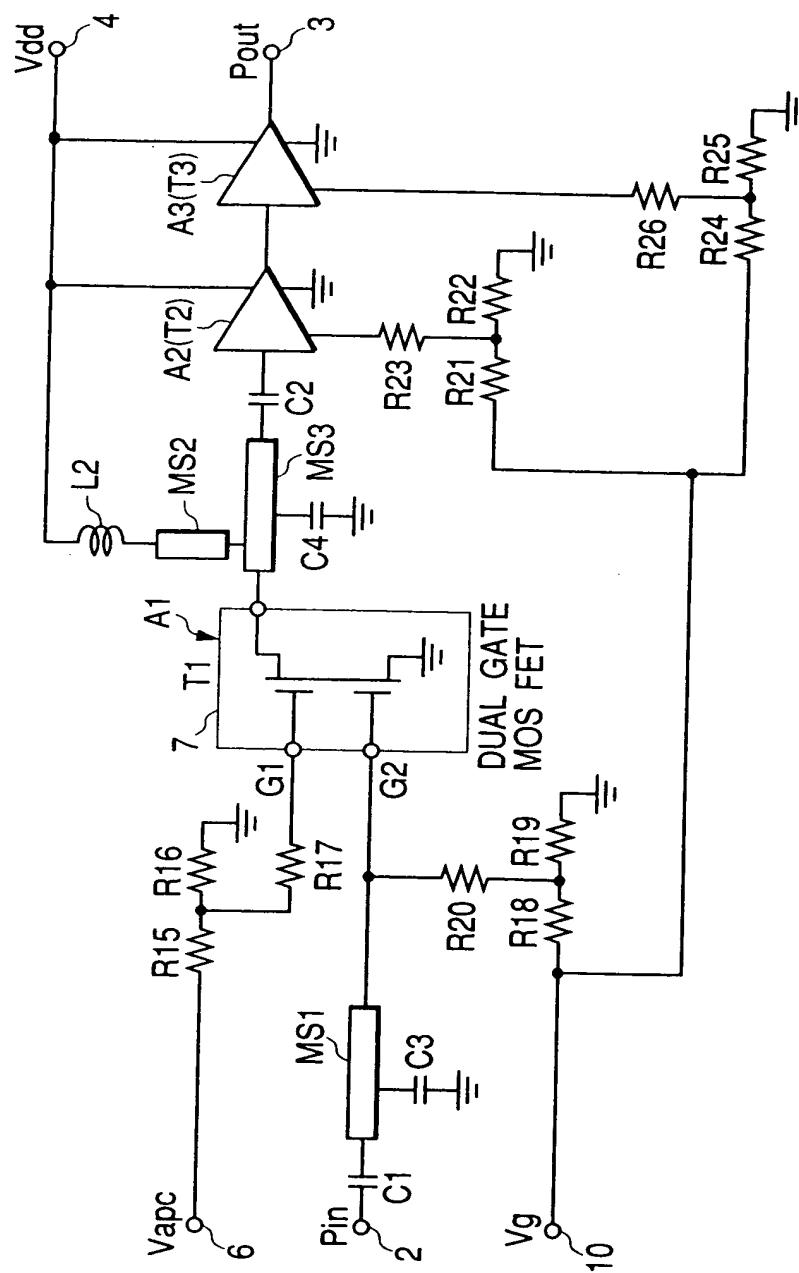 Vdd
4
Pout
3
A3(T3)
A2(T2)
R26
R25
R24
R23
R22
R21
L2
MS2
MS3
C2
C4
A1
T1
7
DUAL GATE
MOS FET
G1
G2
R15
R16
R17
R20
R19
R18
MS1
C3
C1
Vapc
6
Pin
2
Vg
10